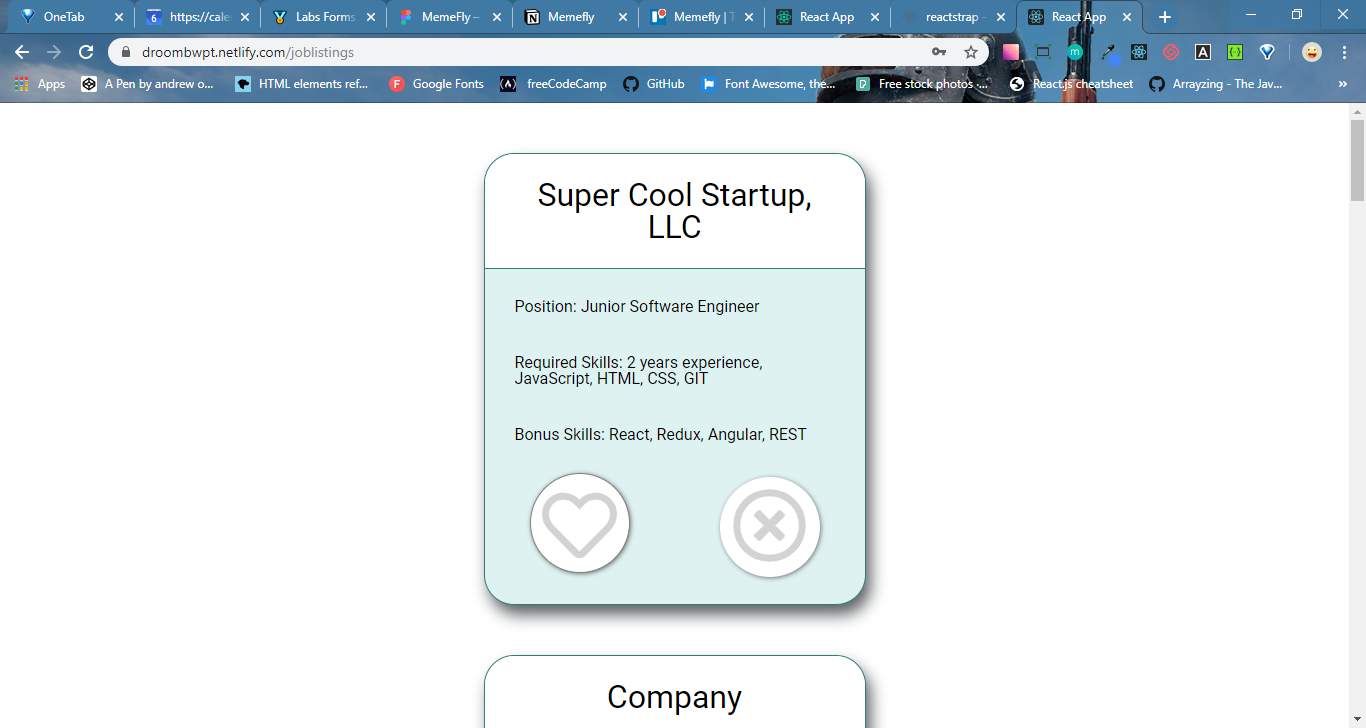 OneTab
https://cale
Labs Forms
MemeFly –
Memefly
Memefly | T
React App
reactstrap -
React App
droombwpt.netlify.com/joblistings
Apps
A Pen by andrew o...
HTML elements ref...
Google Fonts
freeCodeCamp
GitHub
Font Awesome, the...
Free stock photos ·...
React.js cheatsheet
Arrayzing - The Jav...
Super Cool Startup,
LLC
Position: Junior Software Engineer
Required Skills: 2 years experience,
JavaScript, HTML, CSS, GIT
Bonus Skills: React, Redux, Angular, REST
Company